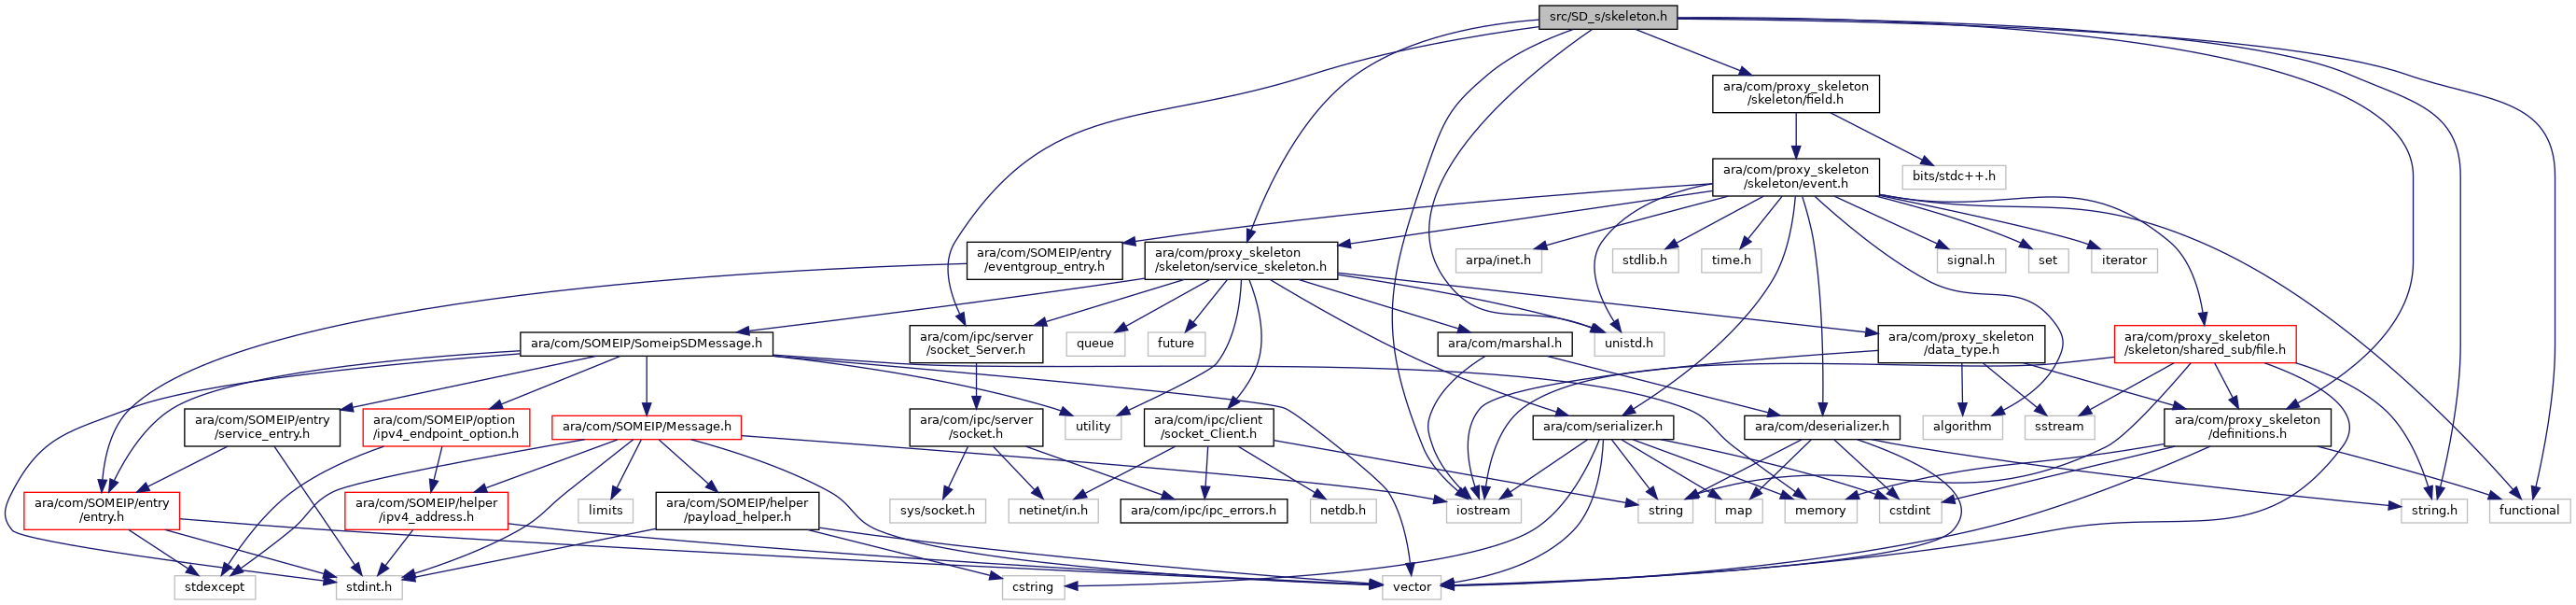 src/SD_s/skeleton.h
ara/com/proxy_skeleton
/skeleton/field.h
ara/com/proxy_skeleton
/skeleton/event.h
bits/stdc++.h
ara/com/SOMEIP/entry
/eventgroup_entry.h
ara/com/proxy_skeleton
/skeleton/service_skeleton.h
arpa/inet.h
stdlib.h
time.h
signal.h
set
iterator
ara/com/SOMEIP/SomeipSDMessage.h
ara/com/ipc/server
/socket_Server.h
queue
future
ara/com/marshal.h
unistd.h
ara/com/proxy_skeleton
/data_type.h
ara/com/proxy_skeleton
/skeleton/shared_sub/file.h
ara/com/SOMEIP/entry
/service_entry.h
ara/com/SOMEIP/option
/ipv4_endpoint_option.h
ara/com/SOMEIP/Message.h
ara/com/ipc/server
/socket.h
utility
ara/com/ipc/client
/socket_Client.h
ara/com/serializer.h
ara/com/deserializer.h
algorithm
sstream
ara/com/proxy_skeleton
/definitions.h
ara/com/SOMEIP/entry
/entry.h
ara/com/SOMEIP/helper
/ipv4_address.h
limits
ara/com/SOMEIP/helper
/payload_helper.h
sys/socket.h
netinet/in.h
ara/com/ipc/ipc_errors.h
netdb.h
iostream
string
map
memory
cstdint
string.h
functional
stdexcept
stdint.h
cstring
vector